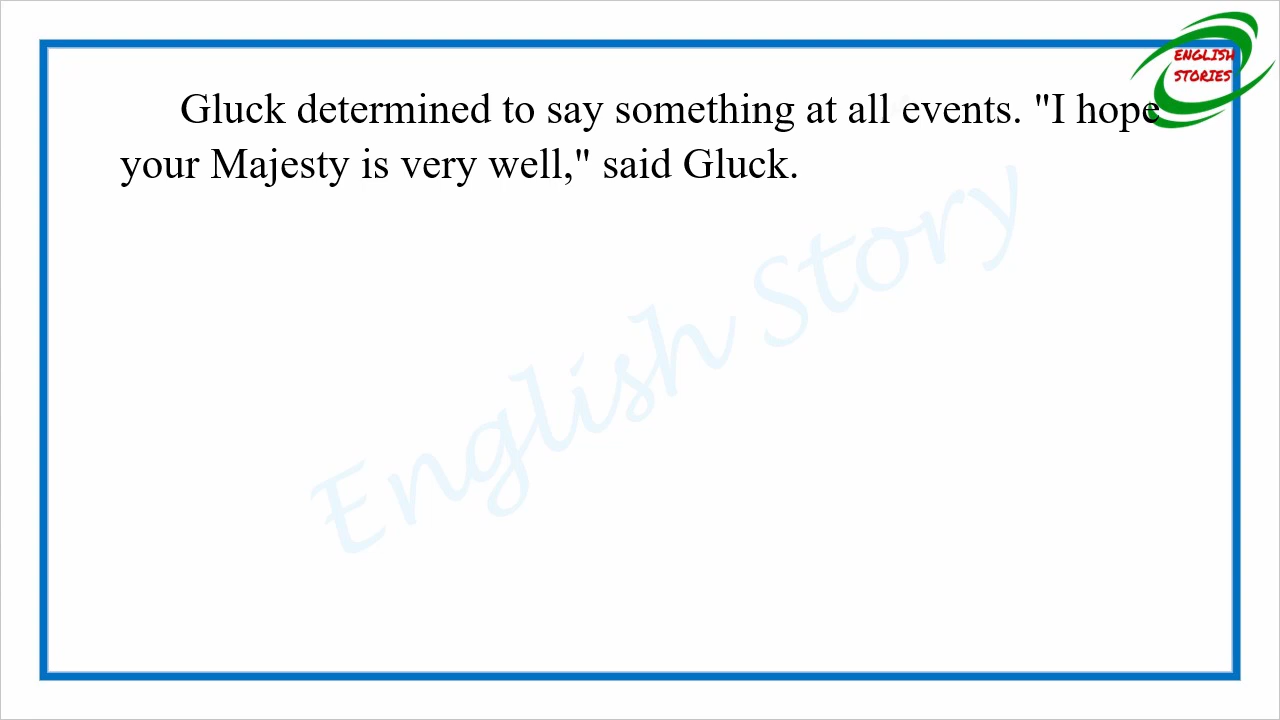 ENGLISH
STORIES
Gluck determined to say something at all events. "I hope
your Majesty is very well," said Gluck.
English Story